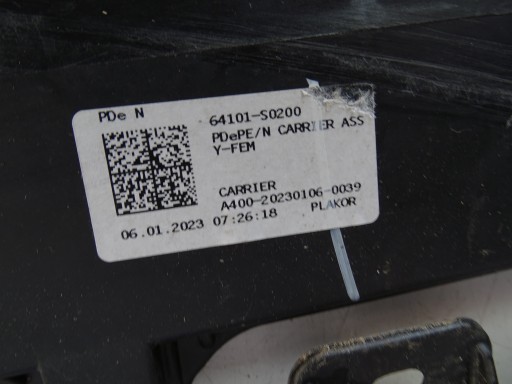 PDe N
64101-S0200
PDePE/N CARRIER ASS
Y-FEM
CARRIER
A400-20230106-0039
06.01.2023 07:26:18 PLAKOR